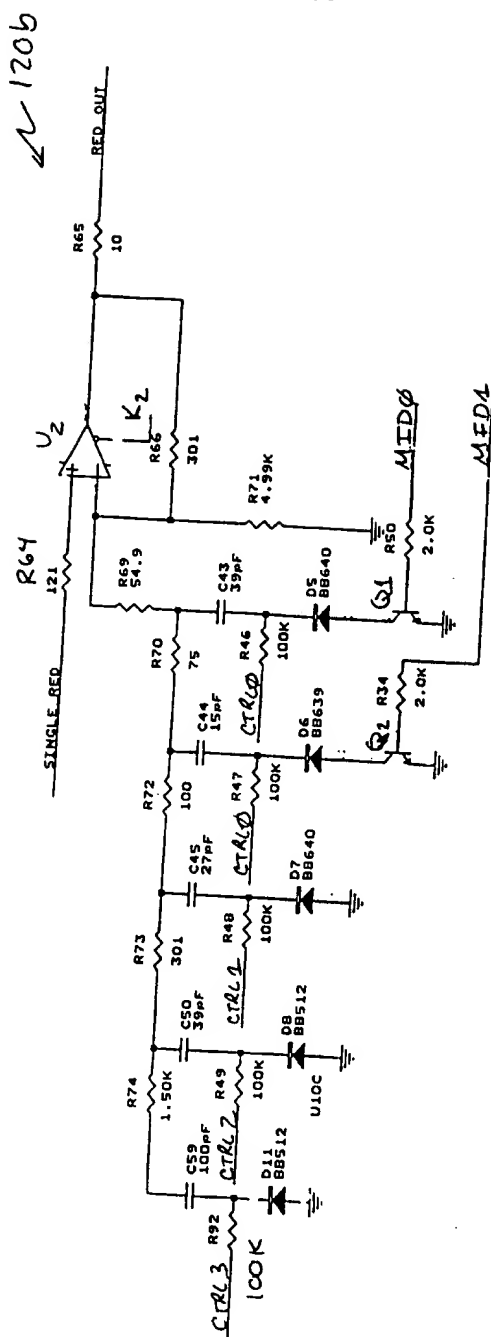 120b
RED OUT
R65
10
U2
K2
R66
301
R64
121
SINGLE RED
R71
4.99K
R69
54.9
R70
75
C43
39pF
R46
100K
CTRL0
D5
BB640
Q1
R50
2.0K
MID0
MID1
R72
100
C44
15pF
R47
100K
CTRL0
D6
BB639
Q2
R34
2.0K
R73
301
C45
27pF
R48
100K
CTRL1
D7
BB640
R74
1.50K
C50
39pF
R49
100K
CTRL2
D8
BB512
U10C
C59
100pF
R92
100K
CTRL3
D11
BB512